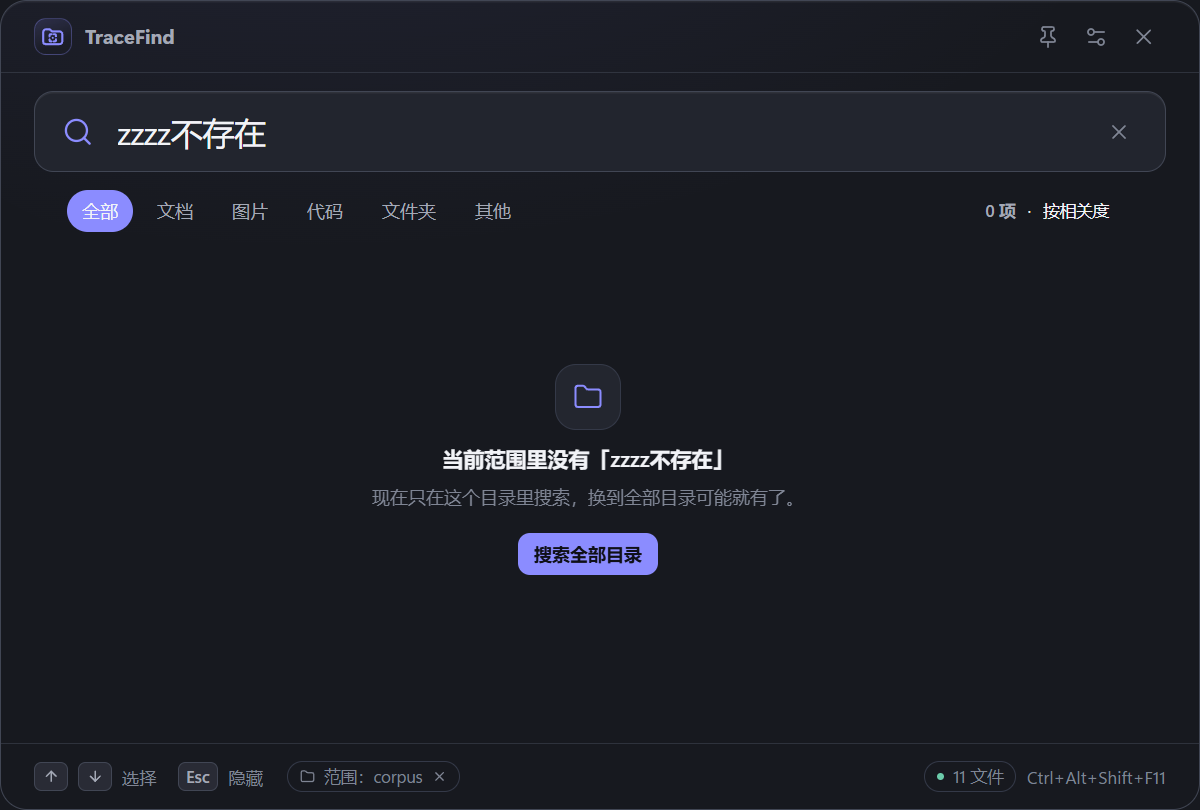 TraceFind
zzzz不存在
全部 文档 图片 代码 文件夹 其他 0 项 · 按相关度
当前范围里没有「zzzz不存在」
现在只在这个目录里搜索，换到全部目录可能就有了。
搜索全部目录
↑ ↓ 选择 Esc 隐藏 范围：corpus × 11 文件 Ctrl+Alt+Shift+F11